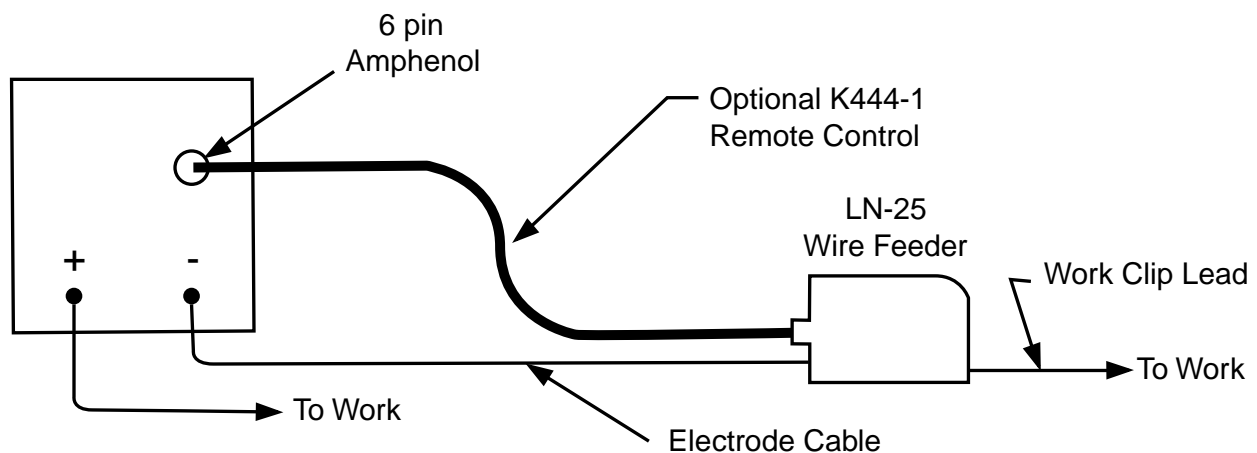 6 pin
Amphenol
Optional K444-1
Remote Control
LN-25
Wire Feeder
+ -
Work Clip Lead
To Work
To Work
Electrode Cable